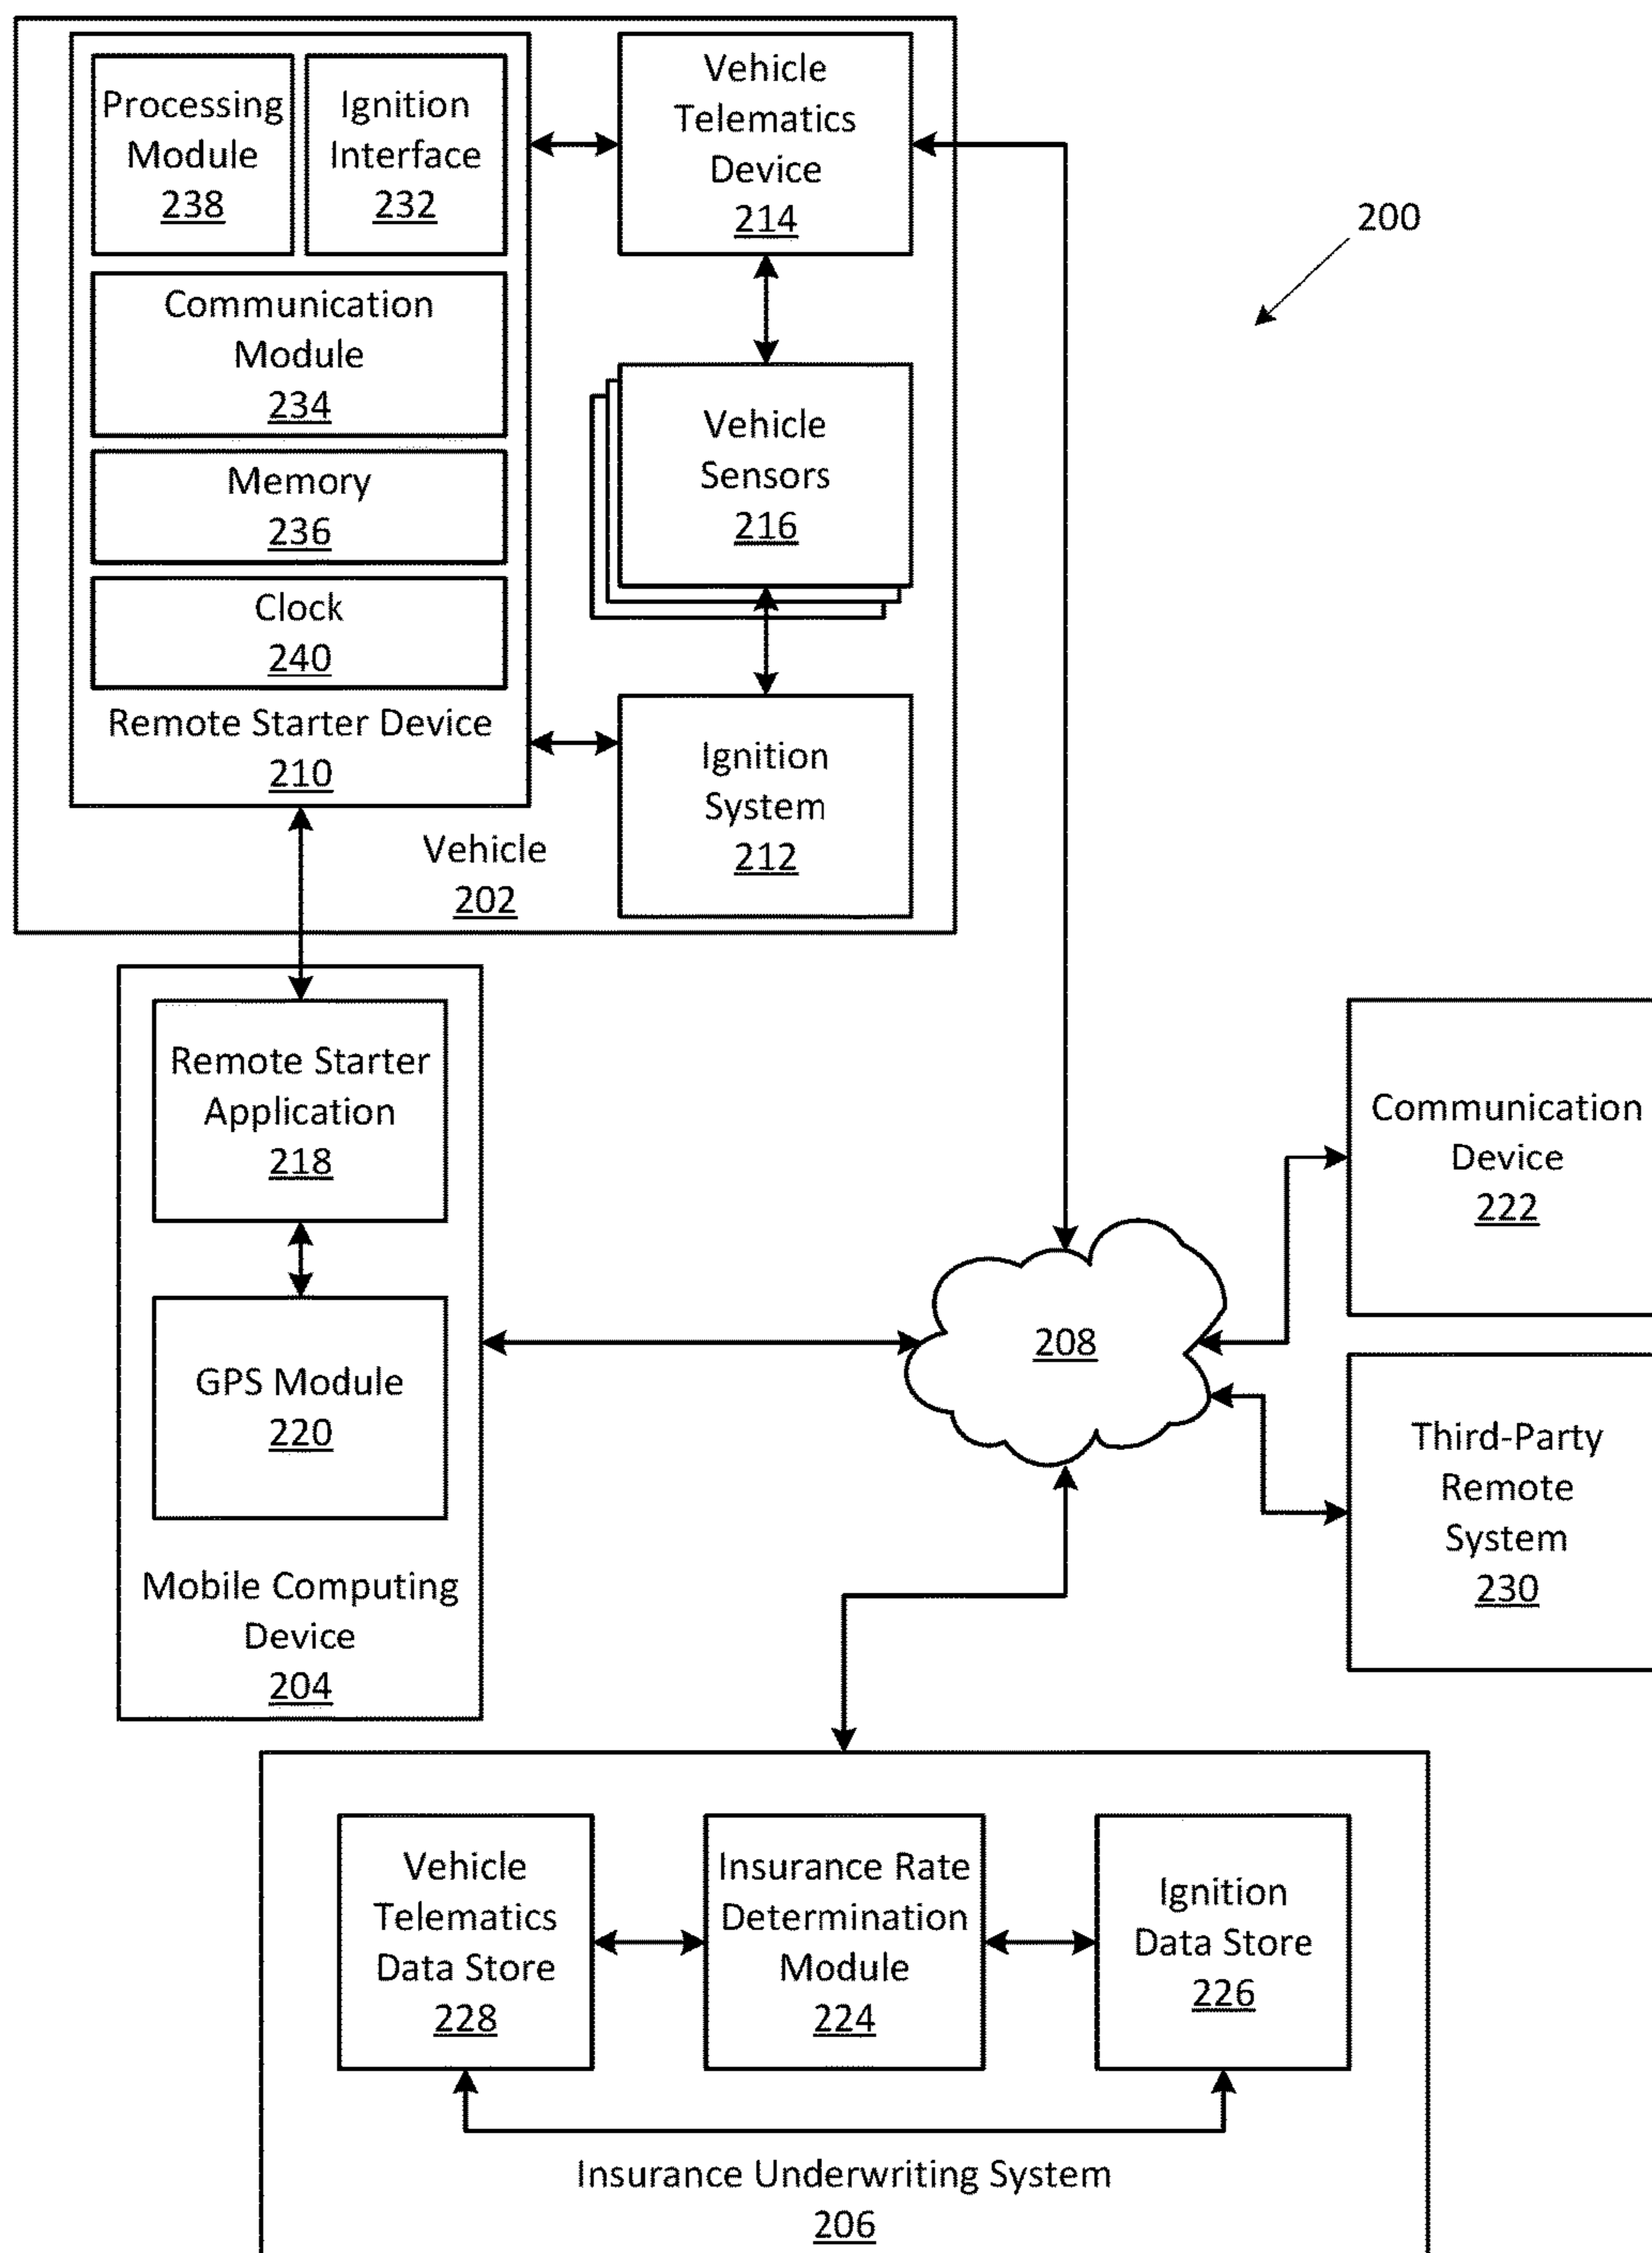 Processing
Module
238
Ignition
Interface
232
Vehicle
Telematics
Device
214
200
Communication
Module
234
Vehicle
Sensors
216
Memory
236
Clock
240
Remote Starter Device
210
Ignition
System
212
Vehicle
202
Remote Starter
Application
218
Communication
Device
222
GPS Module
220
208
Third-Party
Remote
System
230
Mobile Computing
Device
204
Vehicle
Telematics
Data Store
228
Insurance Rate
Determination
Module
224
Ignition
Data Store
226
Insurance Underwriting System
206